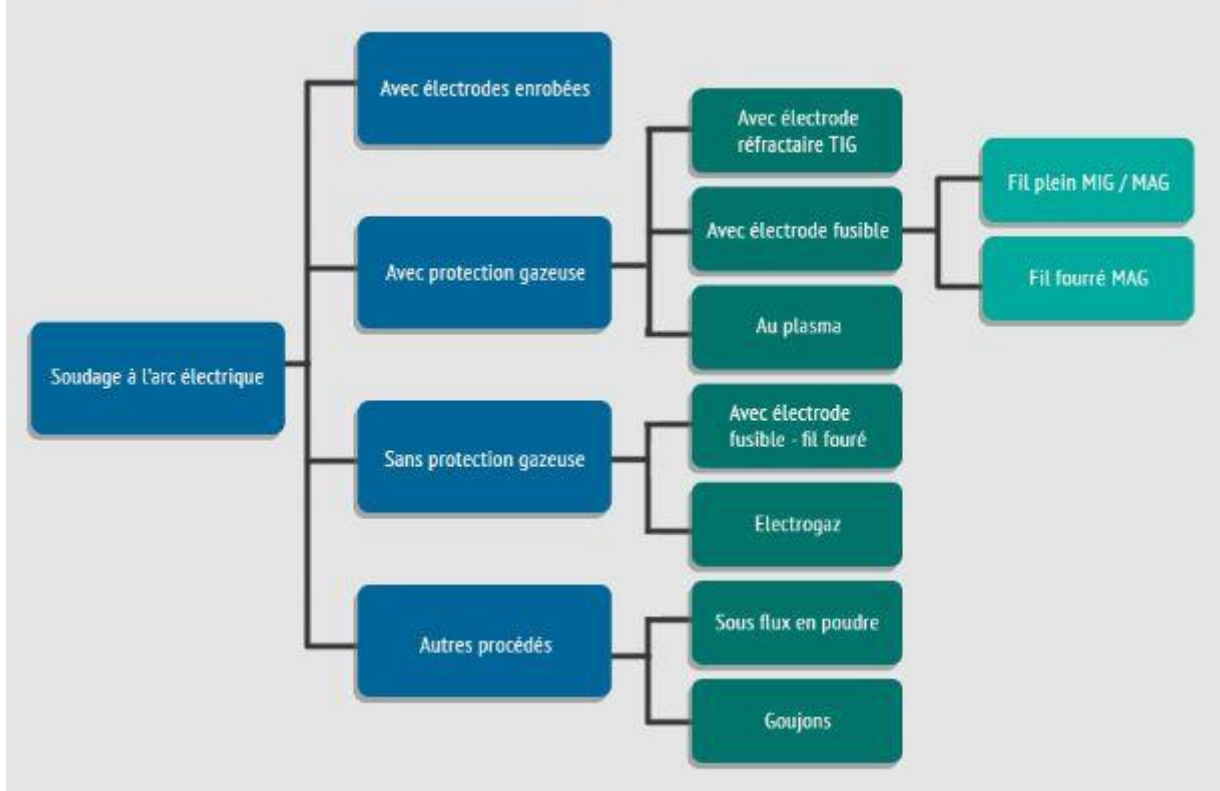 Soudage à l'arc électrique
Avec électrodes enrobées
Avec protection gazeuse
Avec électrode
réfractaire TIG
Avec électrode fusible
Fil plein MIG / MAG
Fil fourré MAG
Au plasma
Sans protection gazeuse
Avec électrode
fusible - fil fouré
Electrogaz
Autres procédés
Sous flux en poudre
Goujons